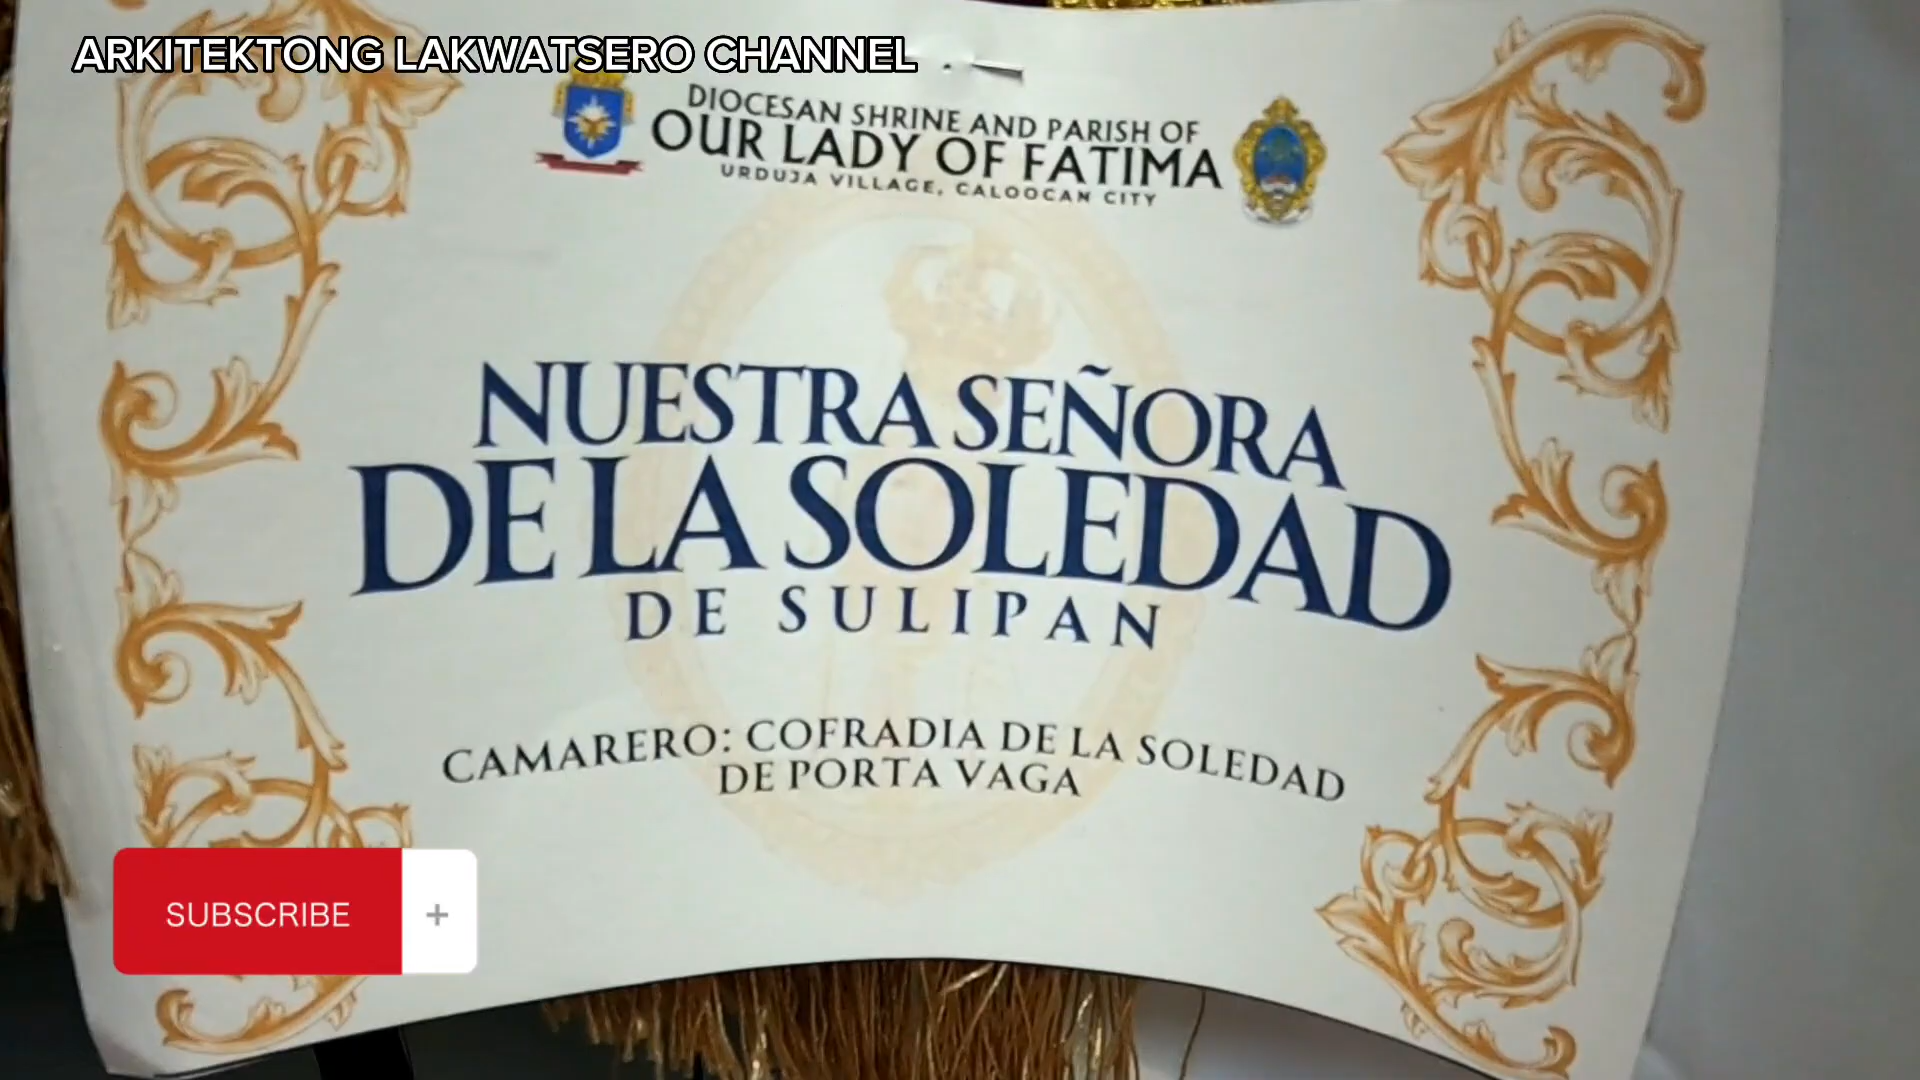 ARKITEKTONG LAKWATSERO CHANNEL
DIOCESAN SHRINE AND PARISH OF
OUR LADY OF FATIMA
URDUJA VILLAGE, CALOOCAN CITY
NUESTRA SEÑORA
DE LA SOLEDAD
DE SULIPAN
CAMARERO: COFRADIA DE LA SOLEDAD
DE PORTA VAGA
SUBSCRIBE +